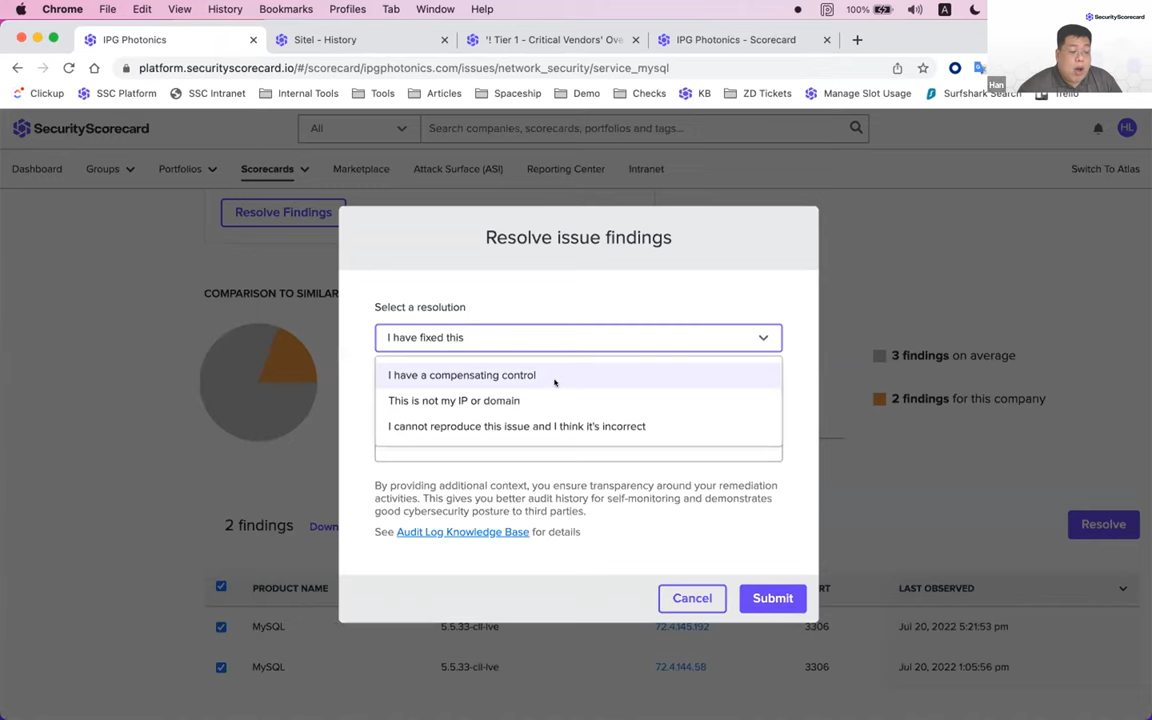 Chrome File Edit View History Bookmarks Profiles Tab Window Help 100% A
SecurityScorecard
IPG Photonics Sitel - History '! Tier 1 - Critical Vendors' Ove IPG Photonics - Scorecard
platform.securityscorecard.io/#/scorecard/ipgphotonics.com/issues/network_security/service_mysql
Han
Clickup SSC Platform SSC Intranet Internal Tools Tools Articles Spaceship Demo Checks KB ZD Tickets Manage Slot Usage Surfshark Search Trello
SecurityScorecard All Search companies, scorecards, portfolios and tags... HL
Dashboard Groups Portfolios Scorecards Marketplace Attack Surface (ASI) Reporting Center Intranet Switch To Atlas
Resolve Findings
Resolve issue findings
COMPARISON TO SIMILAR
Select a resolution
I have fixed this
3 findings on average
I have a compensating control
This is not my IP or domain
2 findings for this company
I cannot reproduce this issue and I think it's incorrect
By providing additional context, you ensure transparency around your remediation
activities. This gives you better audit history for self-monitoring and demonstrates
good cybersecurity posture to third parties.
See Audit Log Knowledge Base for details
2 findings Down Resolve
Cancel Submit
PRODUCT NAME RT LAST OBSERVED
MySQL 5.5.33-cll-lve 72.4.145.192 3306 Jul 20, 2022 5:21:53 pm
MySQL 5.5.33-cll-lve 72.4.144.58 3306 Jul 20, 2022 1:05:56 pm